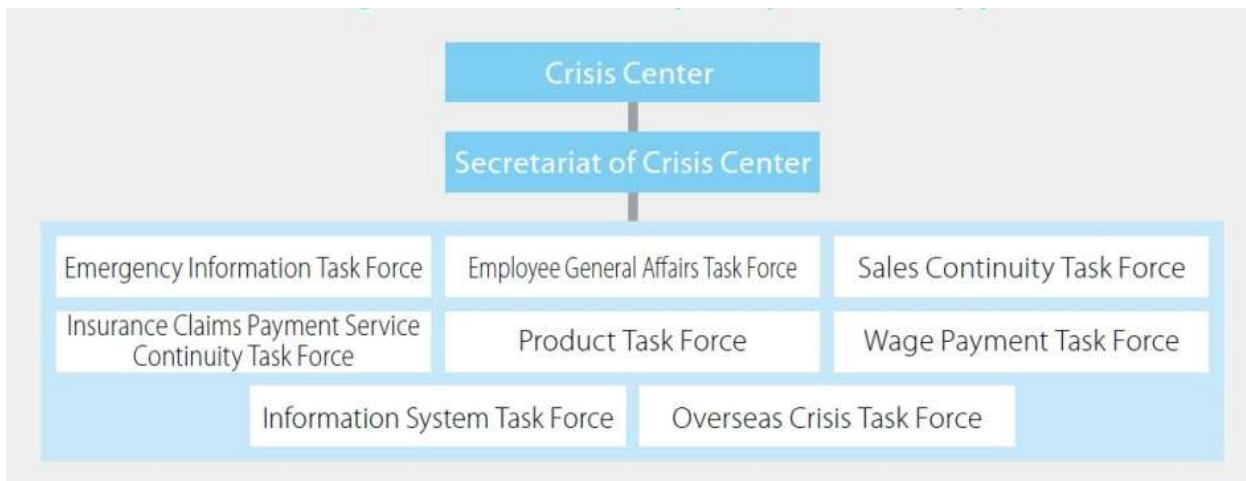 Crisis Center
Secretariat of Crisis Center
Emergency Information Task Force
Employee General Affairs Task Force
Sales Continuity Task Force
Insurance Claims Payment Service
Continuity Task Force
Product Task Force
Wage Payment Task Force
Information System Task Force
Overseas Crisis Task Force